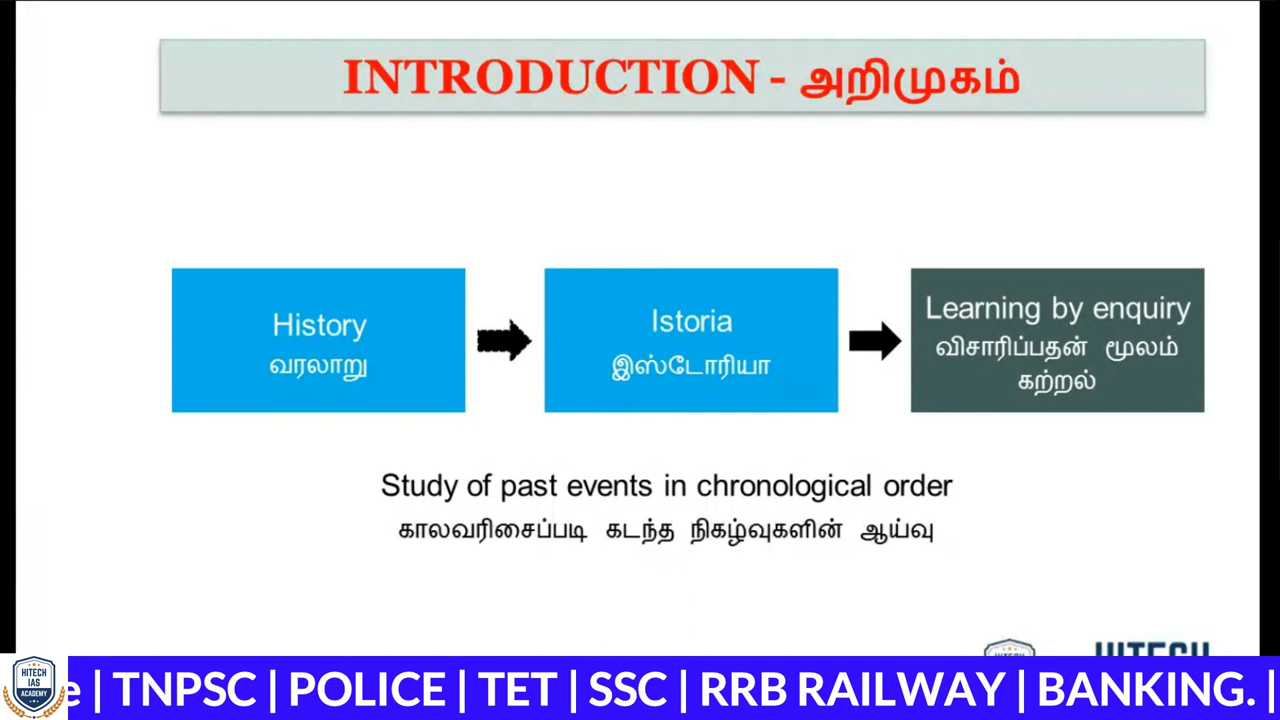 INTRODUCTION - அறிமுகம்
History
வரலாறு
Istoria
இஸ்டோரியா
Learning by enquiry
விசாரிப்பதன் மூலம்
கற்றல்
Study of past events in chronological order
காலவரிசைப்படி கடந்த நிகழ்வுகளின் ஆய்வு
HITECH
HITECH
IAS
ACADEMY
e | TNPSC | POLICE | TET | SSC | RRB RAILWAY | BANKING. |